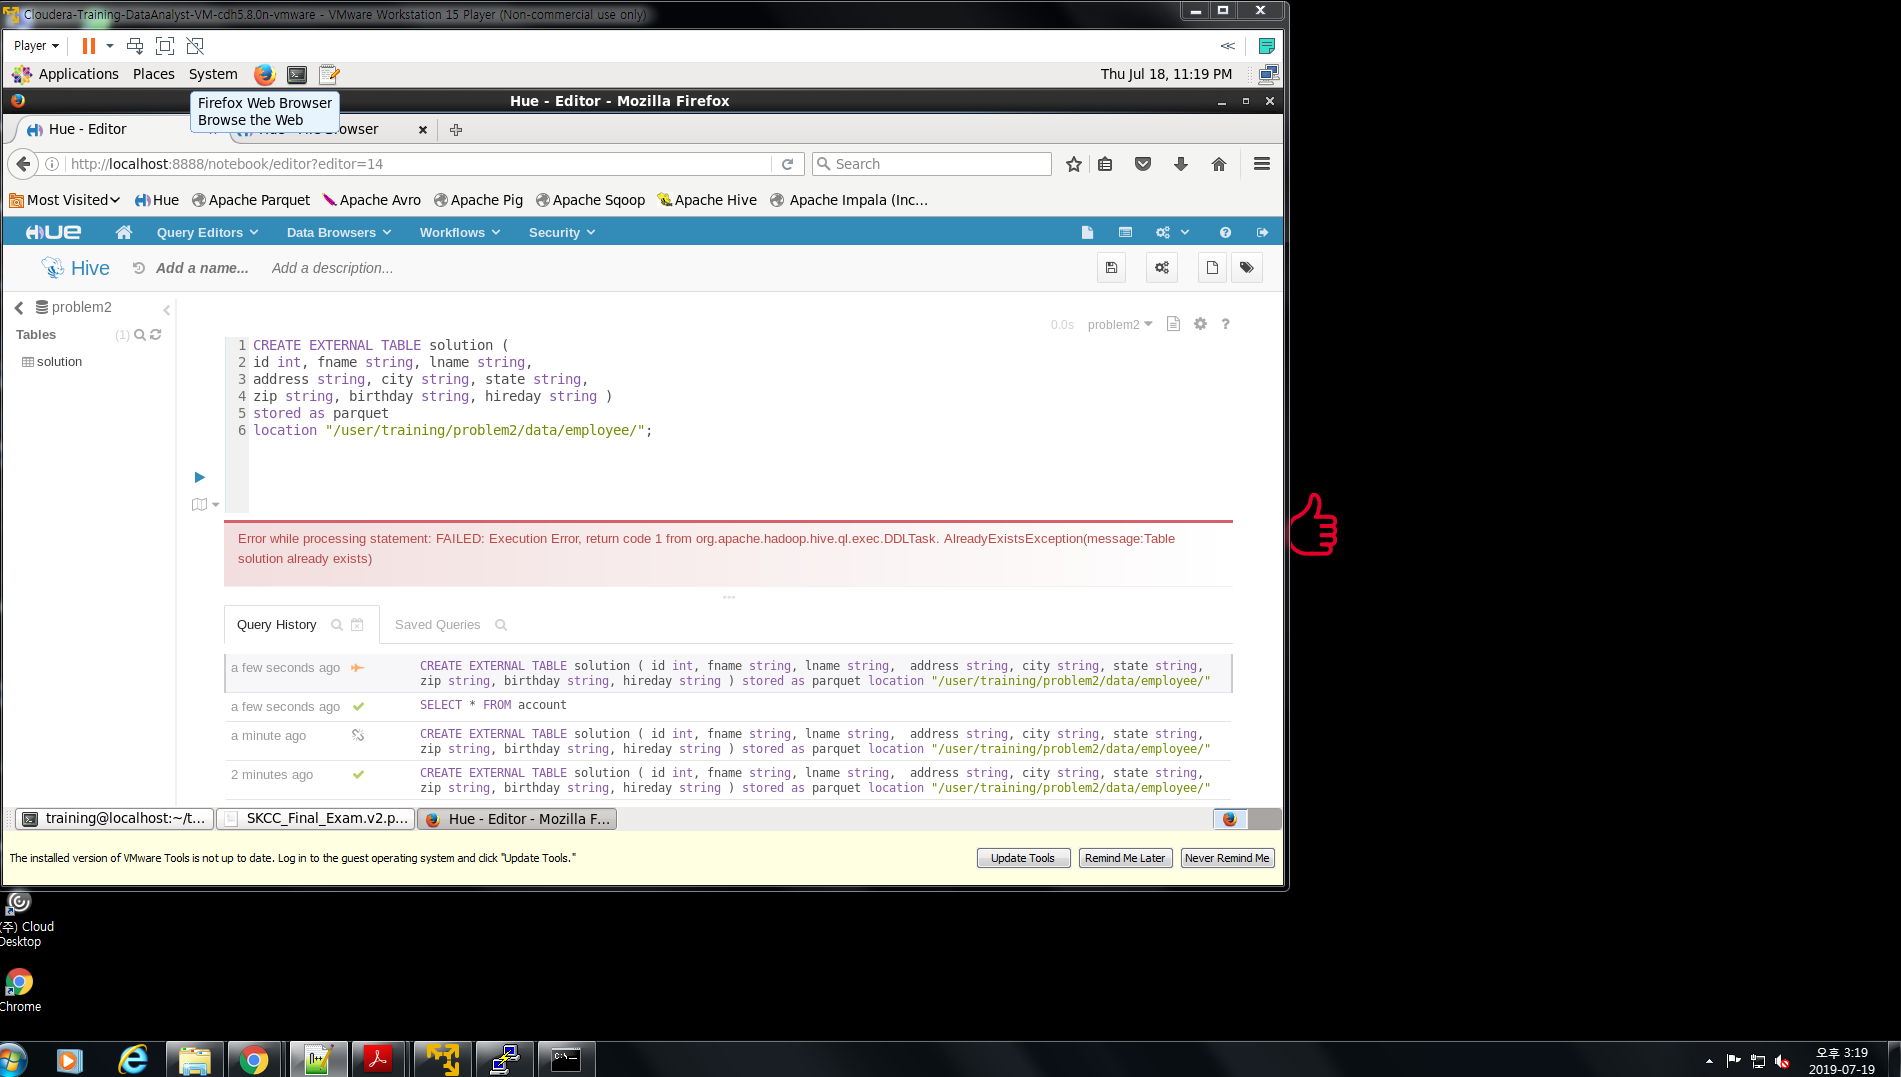 Cloudera-Training-DataAnalyst-VM-cdh5.8.0n-vmware - VMware Workstation 15 Player (Non-commercial use only)
Player
Applications Places System
Thu Jul 18, 11:19 PM
Hue - Editor - Mozilla Firefox
Firefox Web Browser
Browse the Web
Hue - Editor
Browser
http://localhost:8888/notebook/editor?editor=14
Search
Most Visited Hue Apache Parquet Apache Avro Apache Pig Apache Sqoop Apache Hive Apache Impala (Inc...
HUE Query Editors Data Browsers Workflows Security
Hive Add a name... Add a description...
problem2
Tables (1)
solution
0.0s problem2 ?
1 CREATE EXTERNAL TABLE solution (
2 id int, fname string, lname string,
3 address string, city string, state string,
4 zip string, birthday string, hireday string )
5 stored as parquet
6 location "/user/training/problem2/data/employee/";
Error while processing statement: FAILED: Execution Error, return code 1 from org.apache.hadoop.hive.ql.exec.DDLTask. AlreadyExistsException(message:Table
solution already exists)
Query History Saved Queries
a few seconds ago CREATE EXTERNAL TABLE solution ( id int, fname string, lname string, address string, city string, state string,
zip string, birthday string, hireday string ) stored as parquet location "/user/training/problem2/data/employee/"
a few seconds ago SELECT * FROM account
a minute ago CREATE EXTERNAL TABLE solution ( id int, fname string, lname string, address string, city string, state string,
zip string, birthday string, hireday string ) stored as parquet location "/user/training/problem2/data/employee/"
2 minutes ago CREATE EXTERNAL TABLE solution ( id int, fname string, lname string, address string, city string, state string,
zip string, birthday string, hireday string ) stored as parquet location "/user/training/problem2/data/employee/"
training@localhost:~/t... SKCC_Final_Exam.v2.p... Hue - Editor - Mozilla F...
The installed version of VMware Tools is not up to date. Log in to the guest operating system and click "Update Tools."
Update Tools Remind Me Later Never Remind Me
(주) Cloud
Desktop
Chrome
오후 3:19
2019-07-19